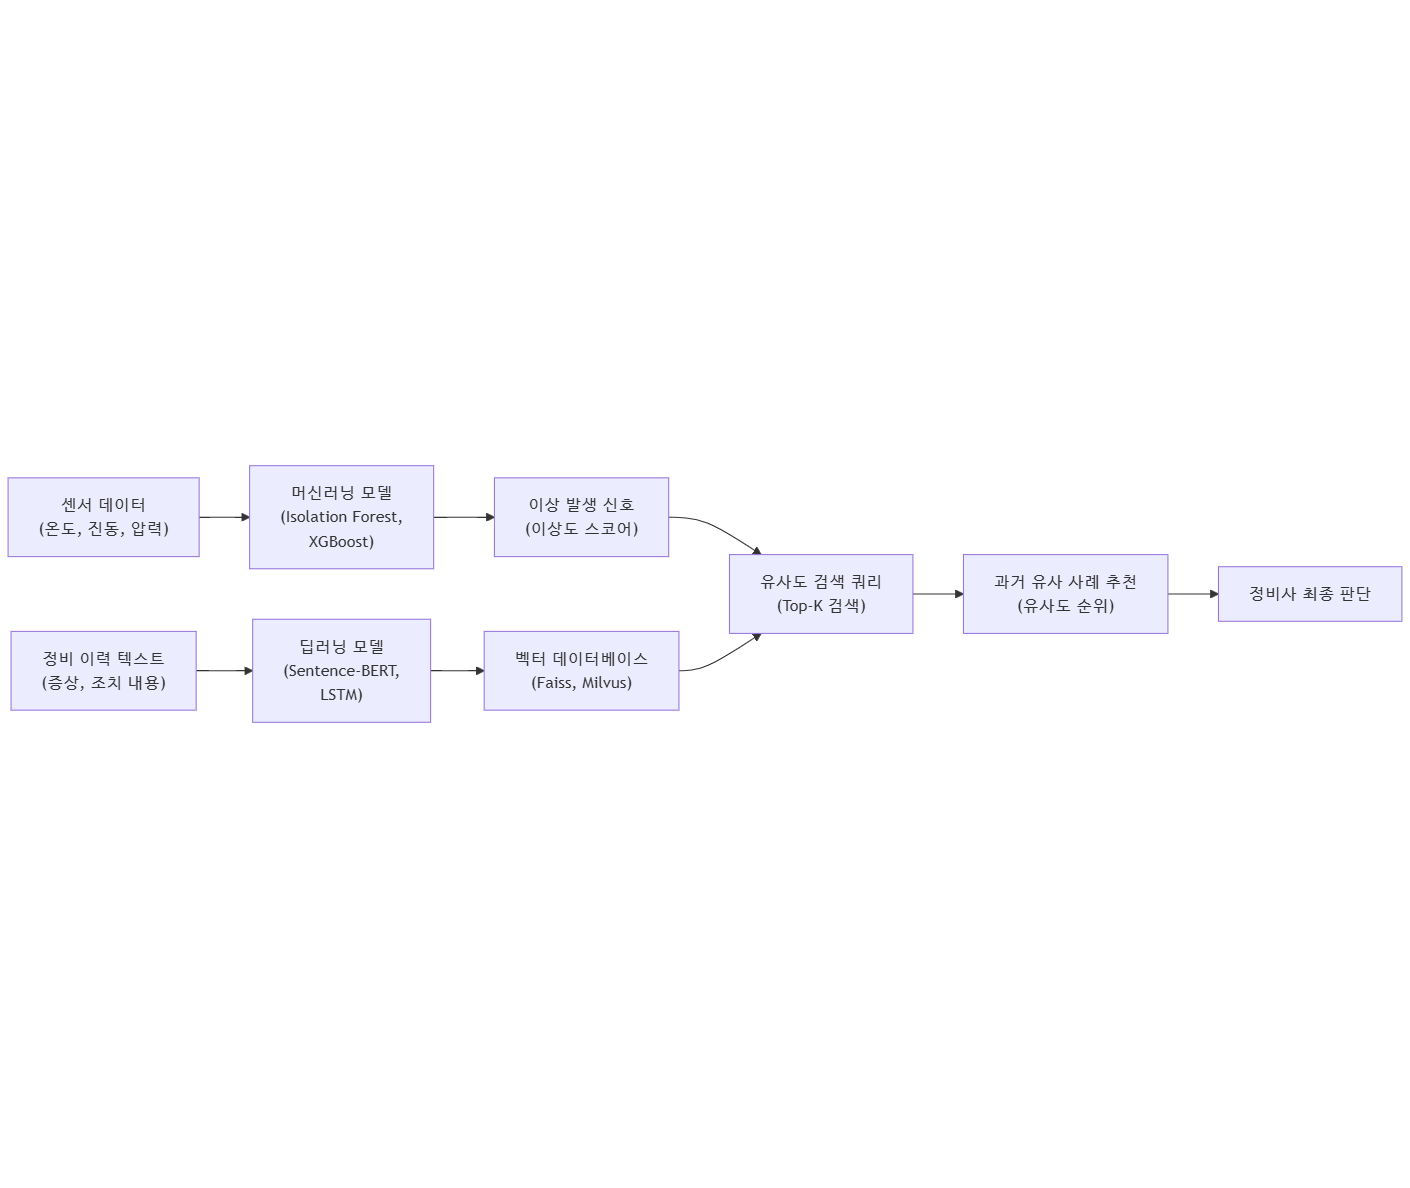 센서 데이터
(온도, 진동, 압력)
머신러닝 모델
(Isolation Forest,
XGBoost)
이상 발생 신호
(이상도 스코어)
정비 이력 텍스트
(증상, 조치 내용)
딥러닝 모델
(Sentence-BERT,
LSTM)
벡터 데이터베이스
(Faiss, Milvus)
유사도 검색 쿼리
(Top-K 검색)
과거 유사 사례 추천
(유사도 순위)
정비사 최종 판단